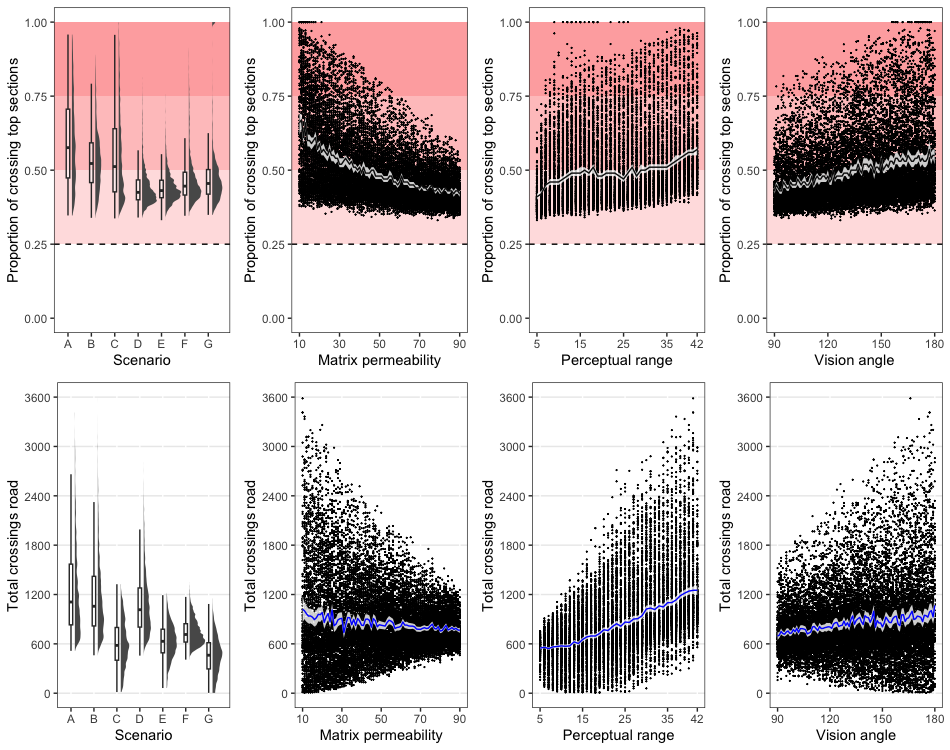 Proportion of crossing top sections
1.00
0.75
0.50
0.25
0.00
A B C D E F G
Scenario
Proportion of crossing top sections
1.00
0.75
0.50
0.25
0.00
10 30 50 70 90
Matrix permeability
Proportion of crossing top sections
1.00
0.75
0.50
0.25
0.00
5 15 25 35 42
Perceptual range
Proportion of crossing top sections
1.00
0.75
0.50
0.25
0.00
90 120 150 180
Vision angle
Total crossings road
3600
3000
2400
1800
1200
600
0
A B C D E F G
Scenario
Total crossings road
3600
3000
2400
1800
1200
600
0
10 30 50 70 90
Matrix permeability
Total crossings road
3600
3000
2400
1800
1200
600
0
5 15 25 35 42
Perceptual range
Total crossings road
3600
3000
2400
1800
1200
600
0
90 120 150 180
Vision angle